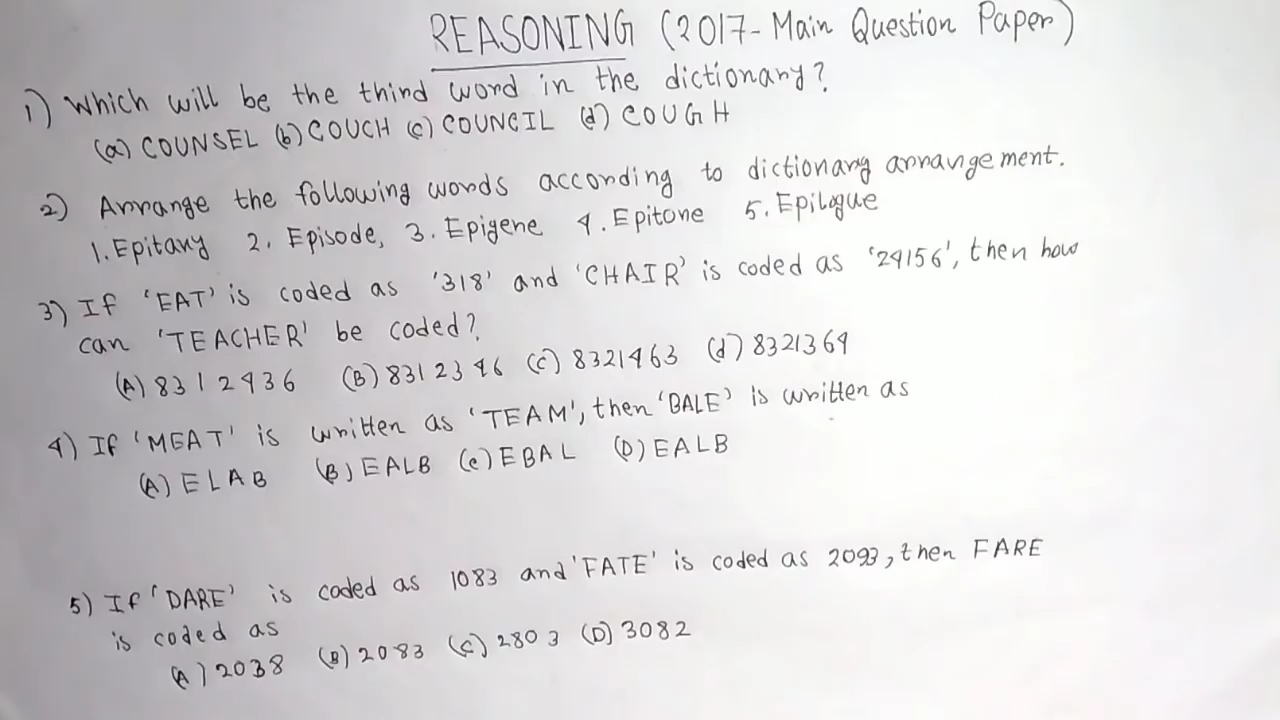 REASONING (2017- Main Question Paper)
1) Which will be the third word in the dictionary?
(a) COUNSEL (b) COUCH (c) COUNCIL (d) COUGH
2) Arrange the following words according to dictionary arrangement.
1. Epitary 2. Episode, 3. Epigene 4. Epitone 5. Epilogue
3) If 'EAT' is coded as '318' and 'CHAIR' is coded as '24156', then how
can 'TEACHER' be coded?
(A) 8312436 (B) 8312346 (C) 8321463 (d) 8321364
4) If 'MEAT' is written as 'TEAM', then 'BALE' is written as
(A) ELAB (B) EALB (c) EBAL (D) EALB
5) If 'DARE' is coded as 1083 and 'FATE' is coded as 2093, then FARE
is coded as
(A) 2038 (B) 2083 (C) 2803 (D) 3082